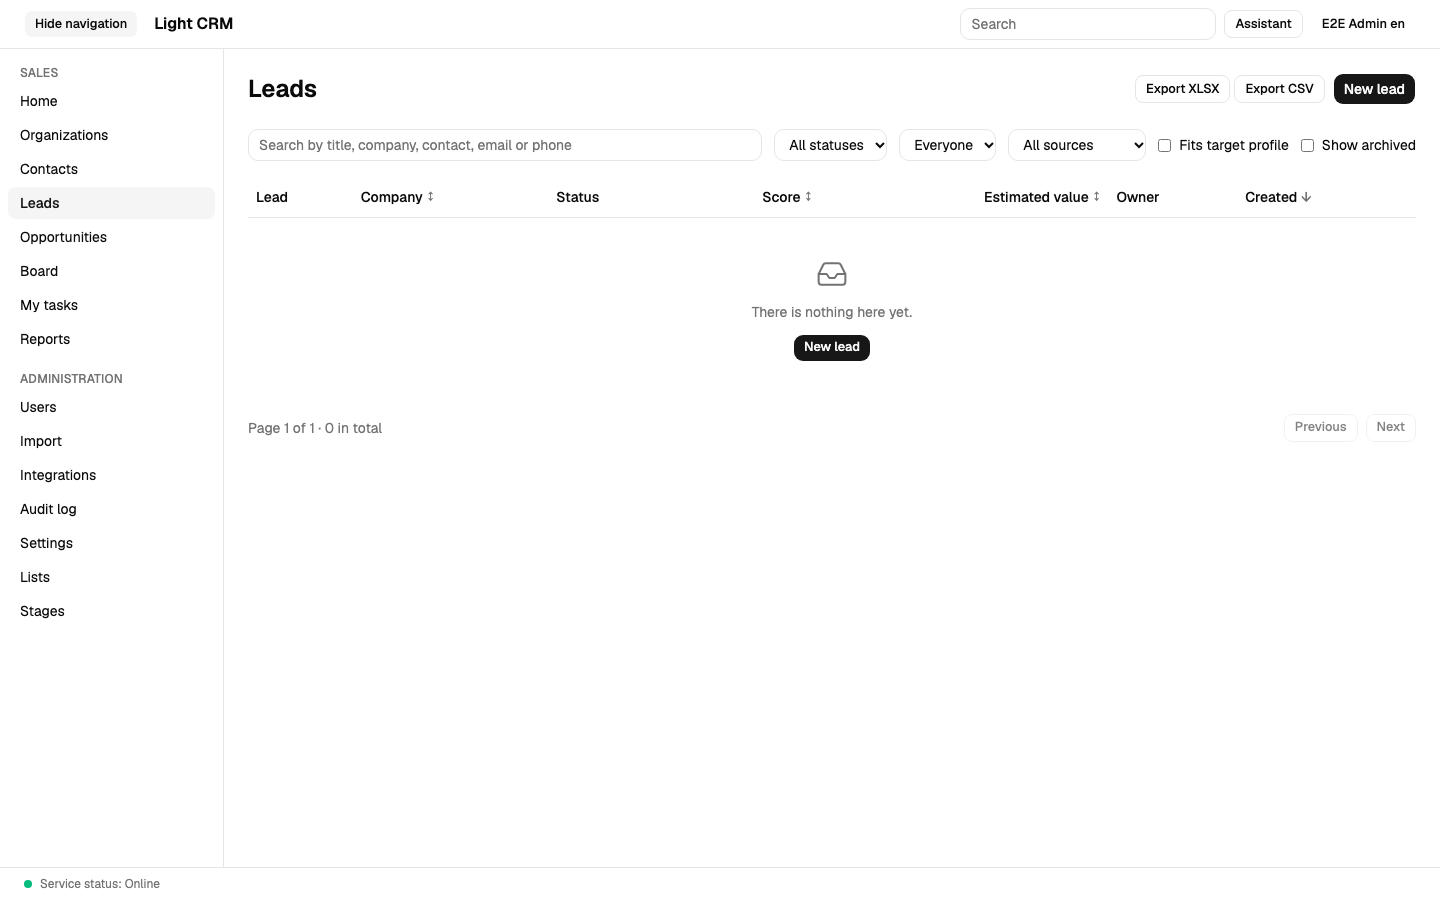 Hide navigation
Light CRM
Search
Assistant
E2E Admin en
SALES
Home
Organizations
Contacts
Leads
Opportunities
Board
My tasks
Reports
ADMINISTRATION
Users
Import
Integrations
Audit log
Settings
Lists
Stages
Leads
Export XLSX
Export CSV
New lead
Search by title, company, contact, email or phone
All statuses
Everyone
All sources
Fits target profile
Show archived
Lead
Company ↕
Status
Score ↕
Estimated value ↕
Owner
Created ↓
There is nothing here yet.
New lead
Page 1 of 1 · 0 in total
Previous
Next
Service status: Online